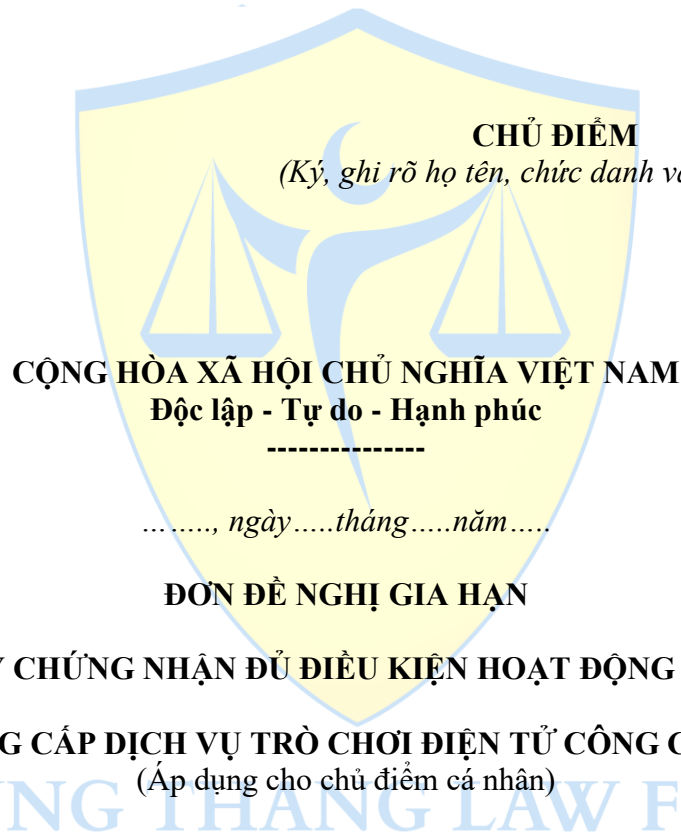 CHỦ ĐIỂM
(Ký, ghi rõ họ tên, chức danh và
CỘNG HÒA XÃ HỘI CHỦ NGHĨA VIỆT NAM
Độc lập - Tự do - Hạnh phúc
---------------
…....., ngày…..tháng…..năm…..
ĐƠN ĐỀ NGHỊ GIA HẠN
CHỨNG NHẬN ĐỦ ĐIỀU KIỆN HOẠT ĐỘNG
CẤP DỊCH VỤ TRÒ CHƠI ĐIỆN TỬ CÔNG
(Áp dụng cho chủ điểm cá nhân)
THANG LAW